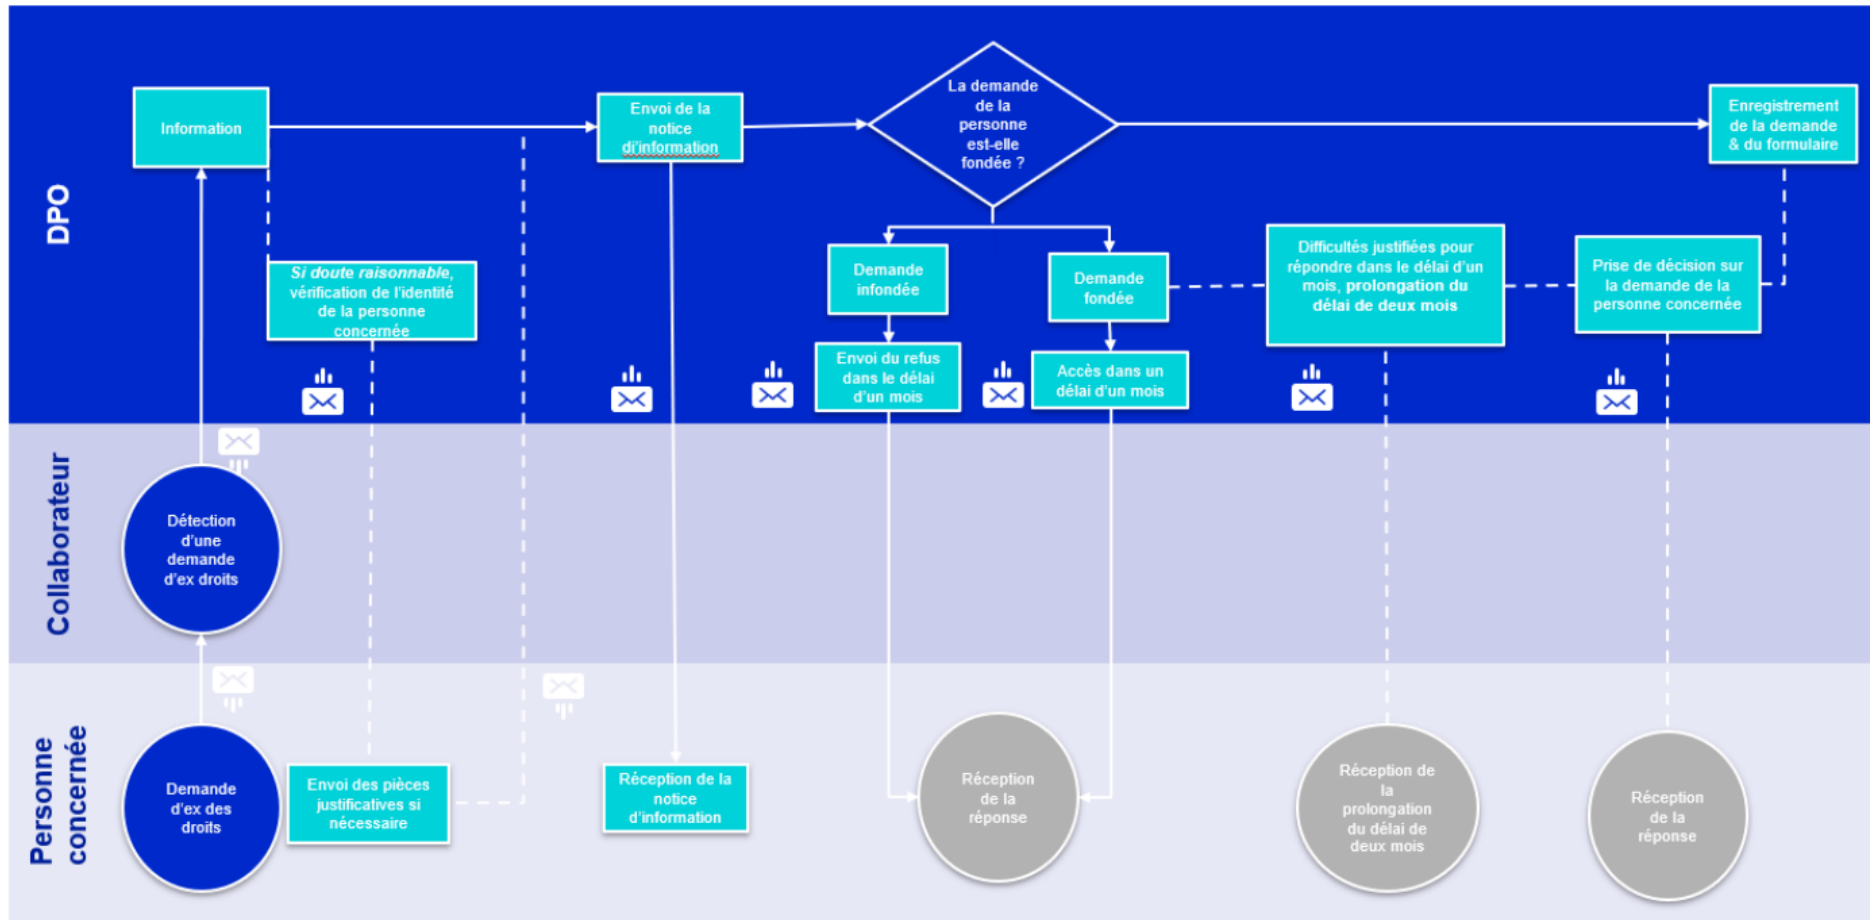 DPO
Information
Envoi de la
notice
di'information
La demande
de la
personne
est-elle
fondée ?
Enregistrement
de la demande
& du formulaire
Si doute raisonnable,
vérification de l'identité
de la personne
concernée
Demande
infondée
Demande
fondée
Difficultés justifiées pour
répondre dans le délai d'un
mois, prolongation du
délai de deux mois
Prise de décision sur
la demande de la
personne concernée
Envoi du refus
dans le délai
d'un mois
Accès dans un
délai d'un mois
Collaborateur
Détection
d'une
demande
d'ex droits
Personne
concernée
Demande
d'ex des
droits
Envoi des pièces
justificatives si
nécessaire
Réception de la
notice
d'information
Réception
de la
réponse
Réception de
la
prolongation
du délai de
deux mois
Réception
de la
réponse